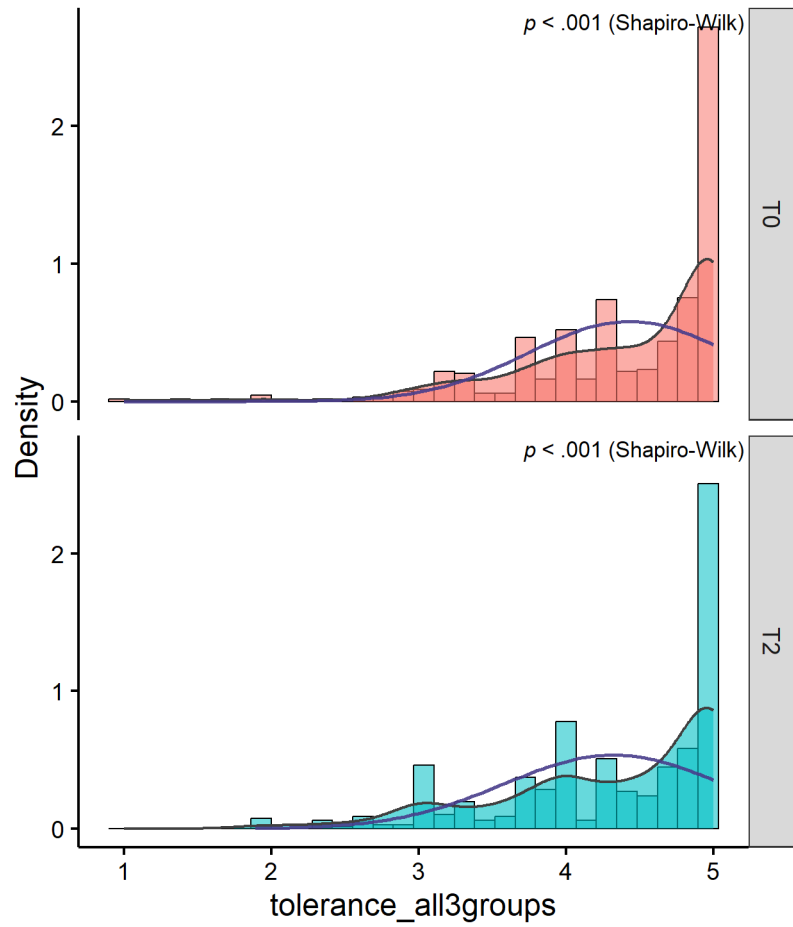 p < .001 (Shapiro-Wilk)
2
1
0
T0
Density
p < .001 (Shapiro-Wilk)
2
1
0
T2
1 2 3 4 5
tolerance_all3groups